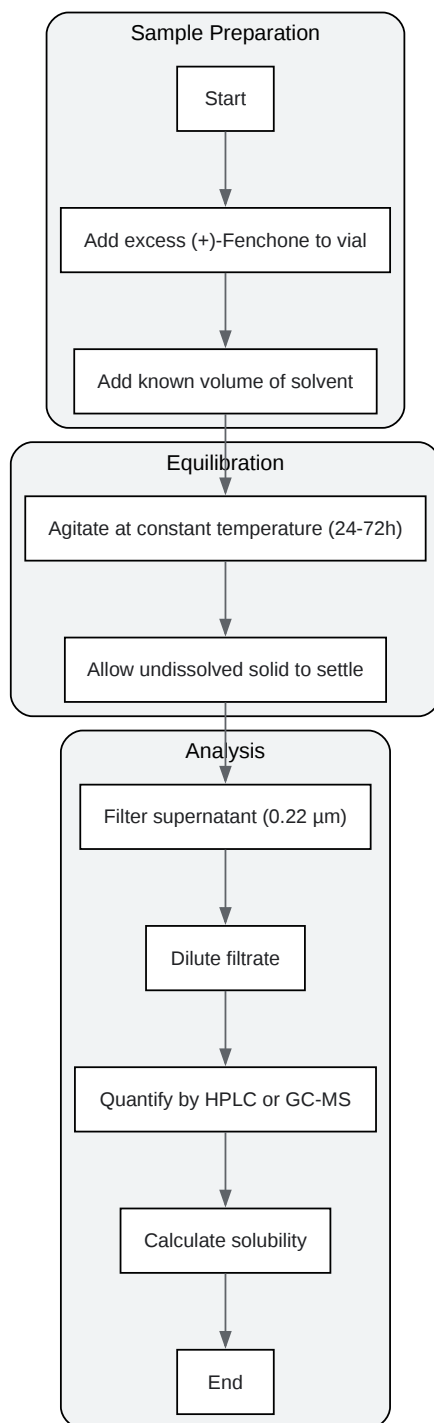 Sample Preparation
Start
Add excess (+)-Fenchone to vial
Add known volume of solvent
Equilibration
Agitate at constant temperature (24-72h)
Allow undissolved solid to settle
Analysis
Filter supernatant (0.22 µm)
Dilute filtrate
Quantify by HPLC or GC-MS
Calculate solubility
End